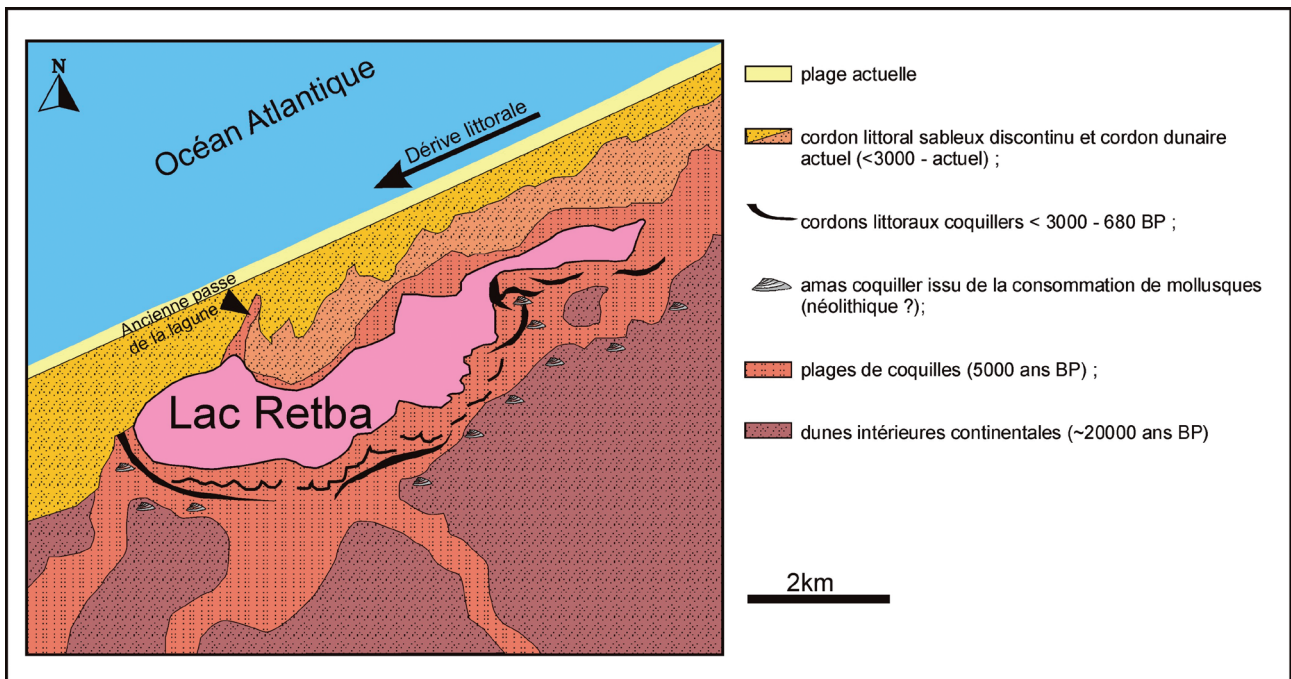 N
Océan Atlantique
Dérive littorale
Ancienne passe
de la lagune
Lac Retba
plage actuelle
cordon littoral sableux discontinu et cordon dunaire
actuel (<3000 - actuel) ;
cordons littoraux coquillers < 3000 - 680 BP ;
amas coquiller issu de la consommation de mollusques
(néolithique ?);
plages de coquilles (5000 ans BP) ;
dunes intérieures continentales (~20000 ans BP)
2km